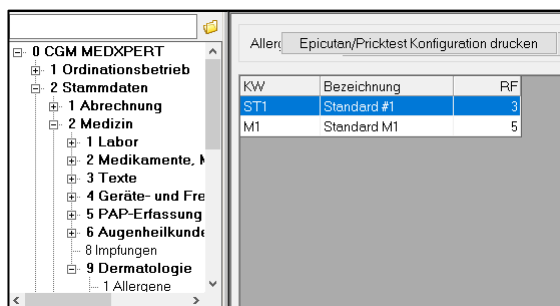 0 CGM MEDXPERT
1 Ordinationsbetrieb
2 Stammdaten
1 Abrechnung
2 Medizin
1 Labor
2 Medikamente,
3 Texte
4 Geräte- und Fre
5 PAP-Erfassung
6 Augenheilkunde
8 Impfungen
9 Dermatologie
1 Allergene
Aller Epicutan/Pricktest Konfiguration drucken
KW Bezeichnung RF
ST1 Standard #1 3
M1 Standard M1 5